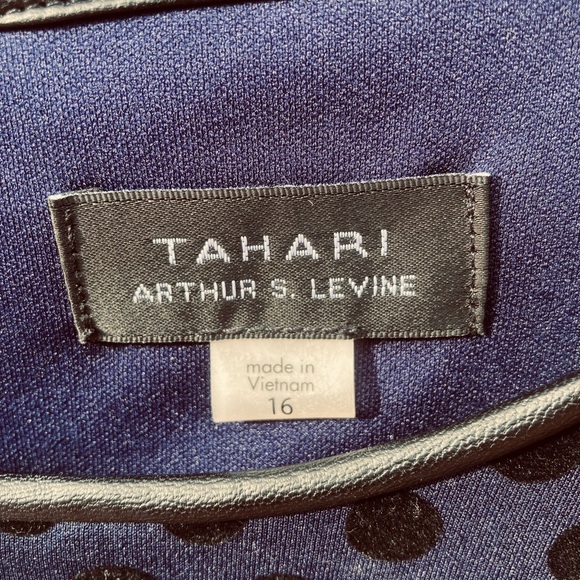 TAHARI
ARTHUR S. LEVINE
made in
Vietnam
16